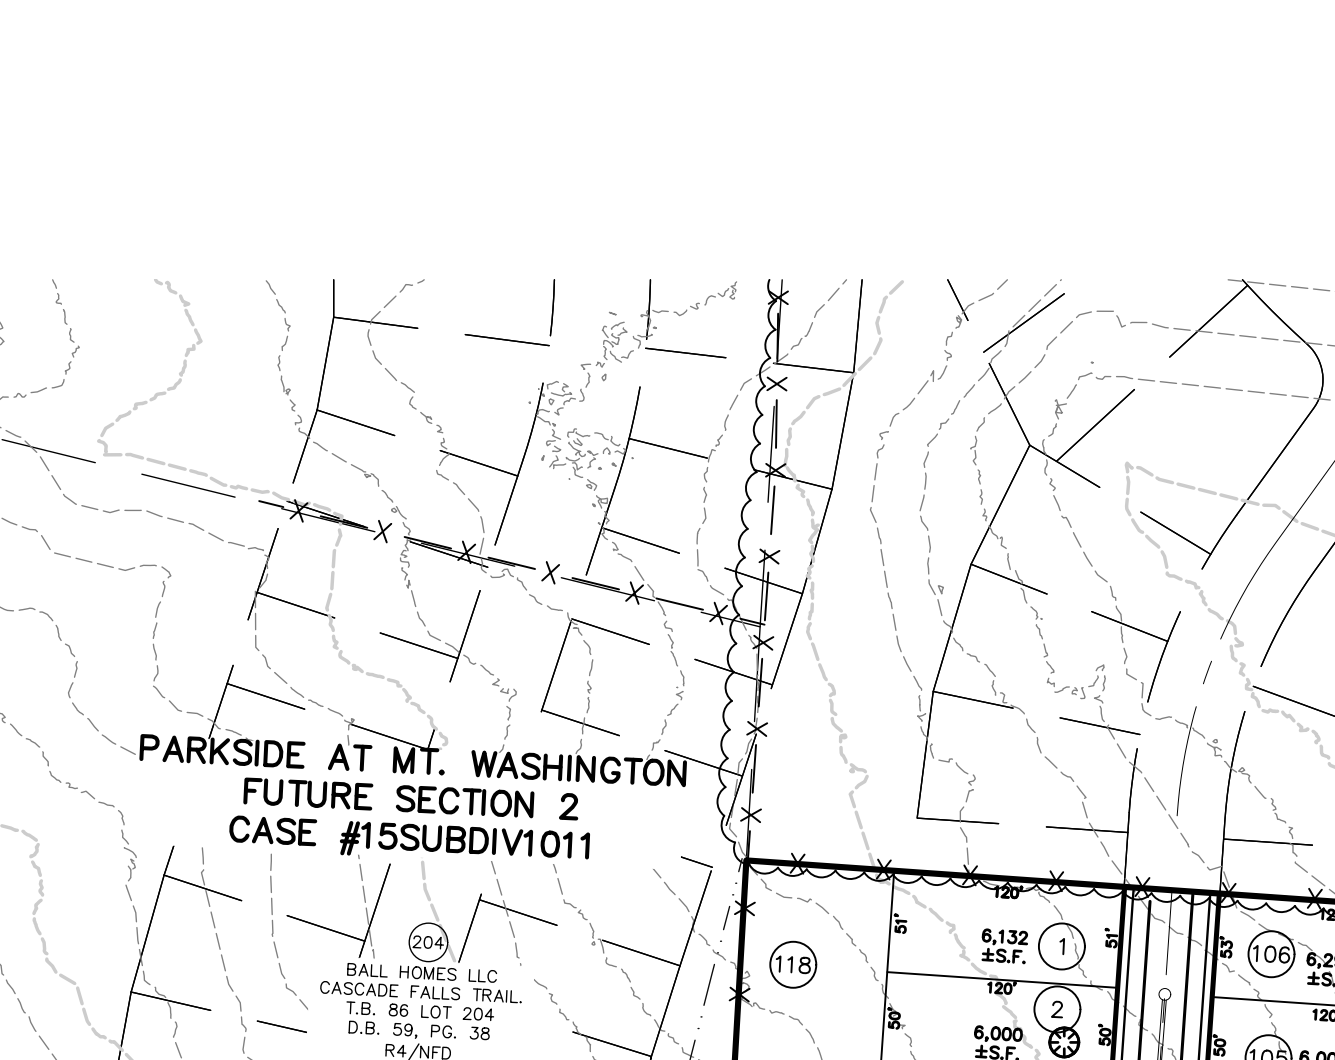 PARKSIDE AT MT. WASHINGTON
FUTURE SECTION 2
CASE #15SUBDIV1011
204
BALL HOMES LLC
CASCADE FALLS TRAIL.
T.B. 86 LOT 204
D.B. 59, PG. 38
R4/NFD
118
120'
51'
6,132
±S.F.
1
51'
120'
50'
2
6,000
±S.F.
50'
53'
106
120'
50'
105